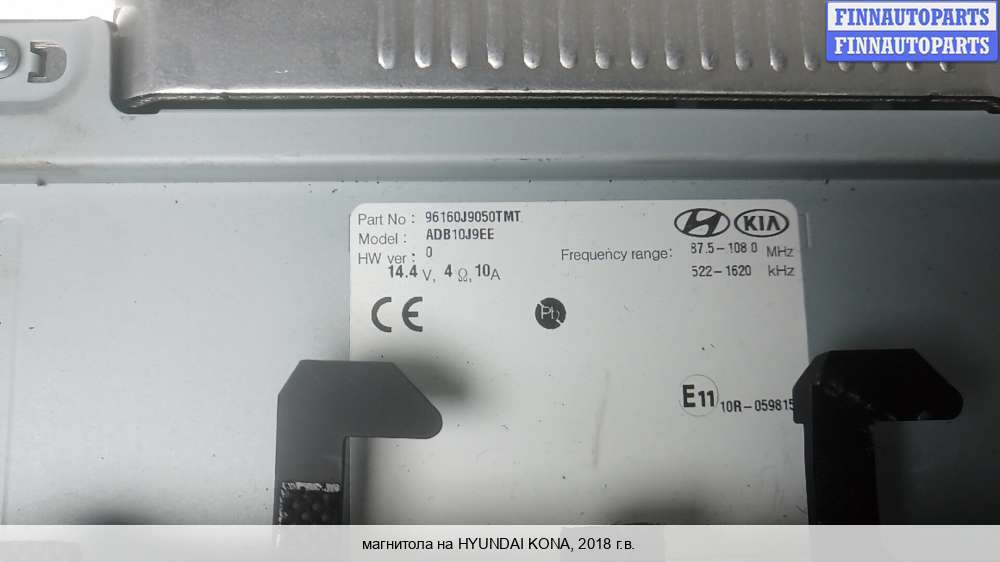 FINNAUTOPARTS
FINNAUTOPARTS
Part No : 96160J9050TMT
Model : ADB10J9EE
HW ver : 0
14.4 V, 4 Ω, 10A
KIA
Frequency range: 87.5-108.0 MHz
522-1620 kHz
CE
Pb
E11 10R-059815
магнитола на HYUNDAI KONA, 2018 г.в.